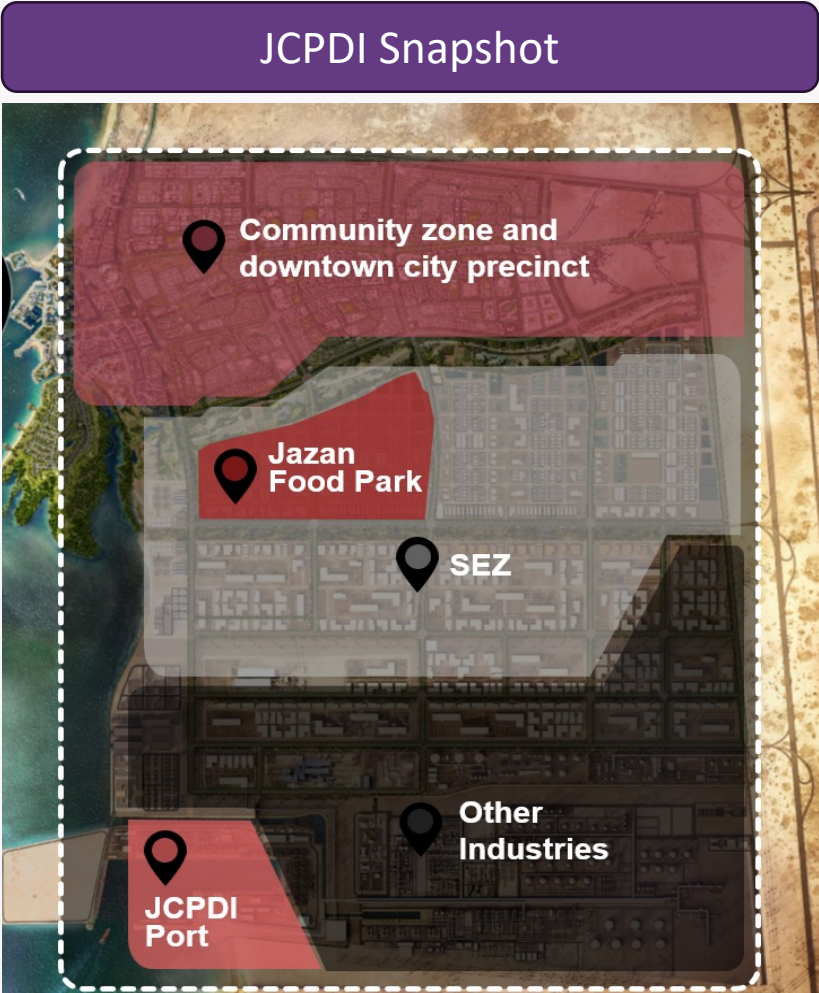 JCPDI Snapshot
Community zone and
downtown city precinct
Jazan
Food Park
SEZ
Other
Industries
JCPDI
Port